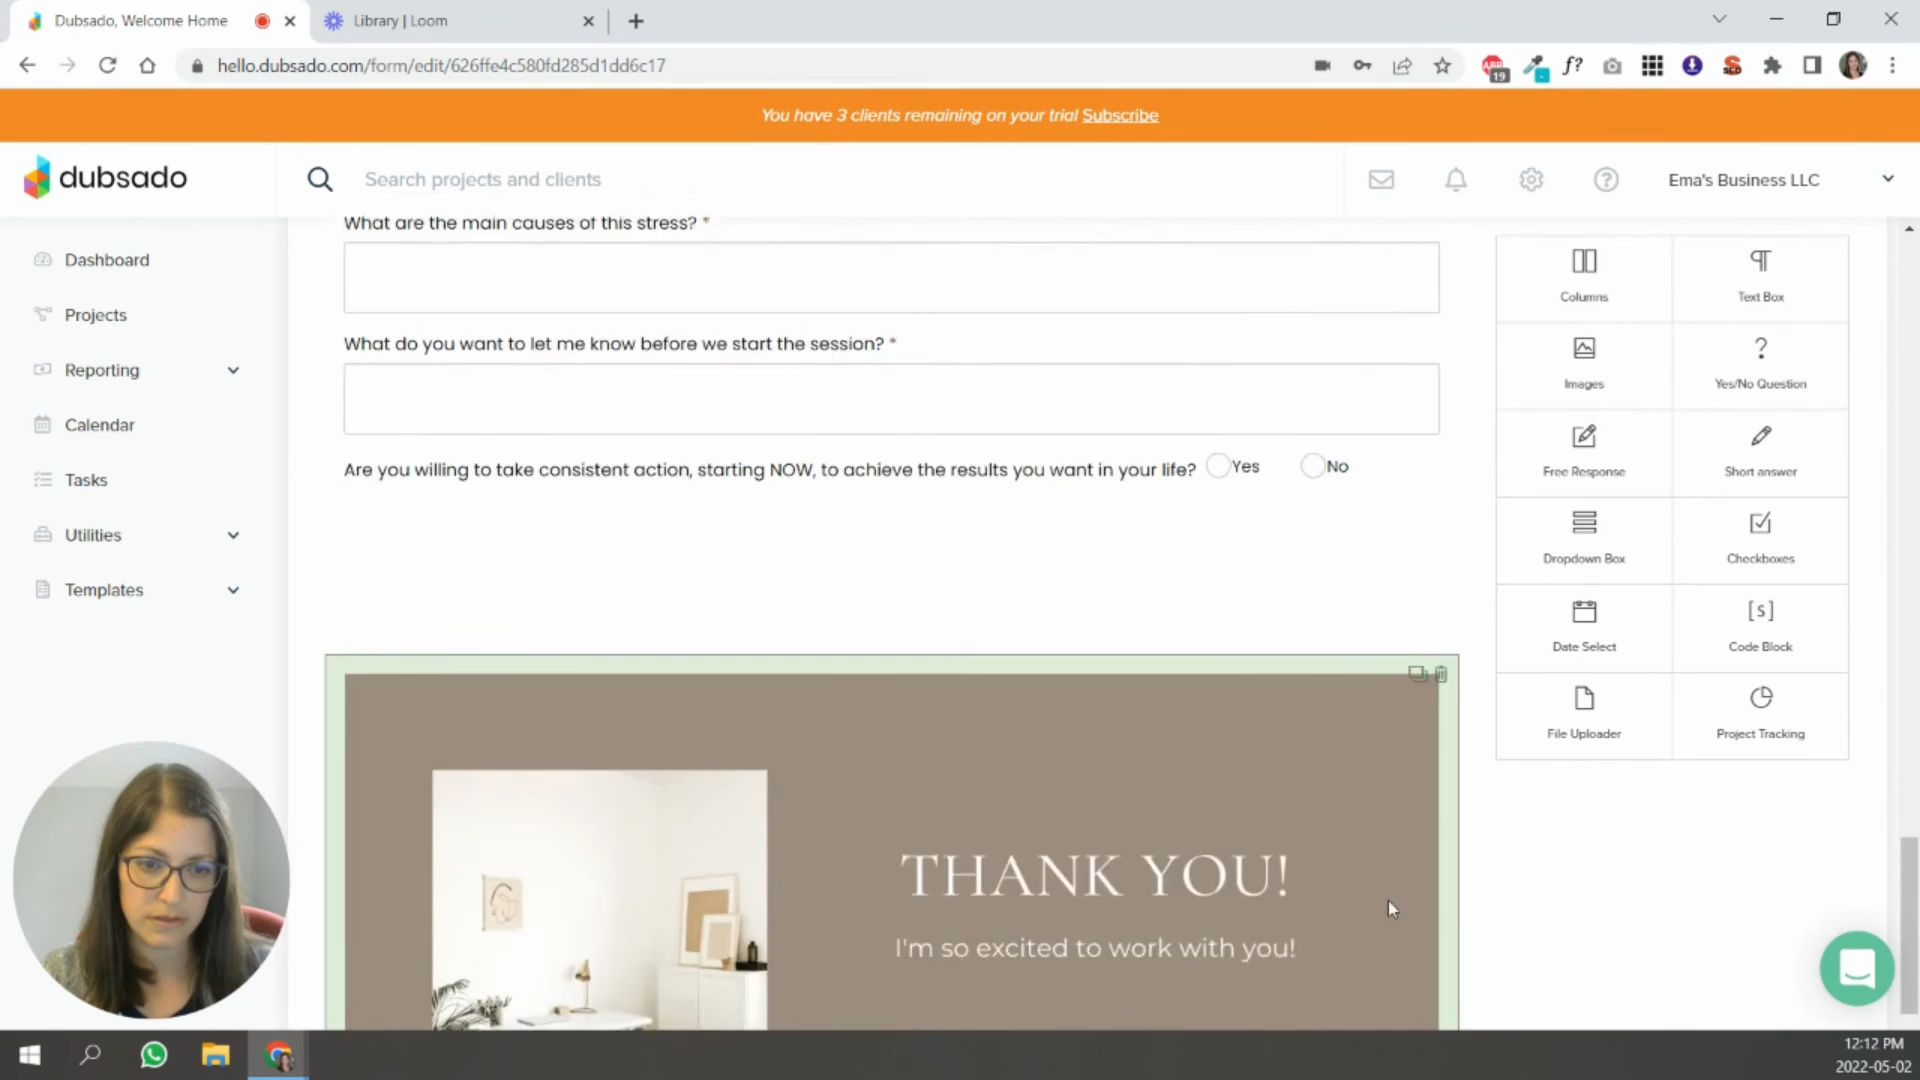 Dubsado, Welcome Home
Library | Loom
hello.dubsado.com/form/edit/626ffe4c580fd285d1dd6c17
ABP
19
f?
SEO
You have 3 clients remaining on your trial Subscribe
dubsado
Search projects and clients
Ema's Business LLC
Dashboard
Projects
Reporting
Calendar
Tasks
Utilities
Templates
What are the main causes of this stress? *
What do you want to let me know before we start the session? *
Are you willing to take consistent action, starting NOW, to achieve the results you want in your life? Yes No
THANK YOU!
I'm so excited to work with you!
Columns
Text Box
Images
Yes/No Question
Free Response
Short answer
Dropdown Box
Checkboxes
Date Select
[s]
Code Block
File Uploader
Project Tracking
12:12 PM
2022-05-02